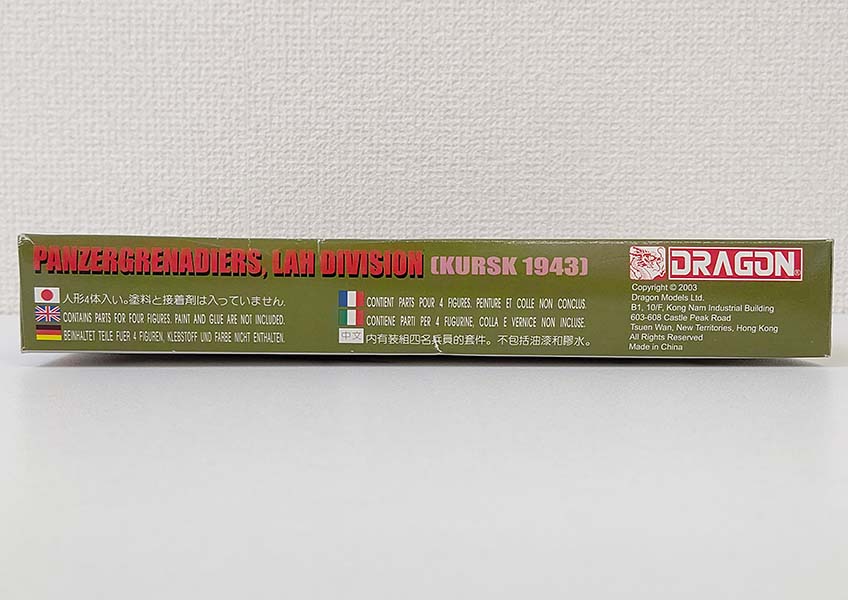 PANZERGRENADIERS, LAH DIVISION (KURSK 1943)
人形4体入い。塗料と接着剤は入っていません.
CONTAINS PARTS FOR FOUR FIGURES. PAINT AND GLUE ARE NOT INCLUDED.
BEINHALTET TEILE FUER 4 FIGUREN, KLEBSTOFF UND FARBE NICHT ENTHALTEN.
CONTIENT PARTS POUR 4 FIGURES. PEINTURE ET COLLE NON CONCLUS.
CONTIENE PARTI PER 4 FUGURINE, COLLA E VERNICE NON INCLUSE.
中文 内有裝組四名兵員的套件。不包括油漆和膠水。
DRAGON®
Copyright © 2003
Dragon Models Ltd.
B1, 10/F, Kong Nam Industrial Building
603-608 Castle Peak Road
Tsuen Wan, New Territories, Hong Kong
All Rights Reserved
Made in China